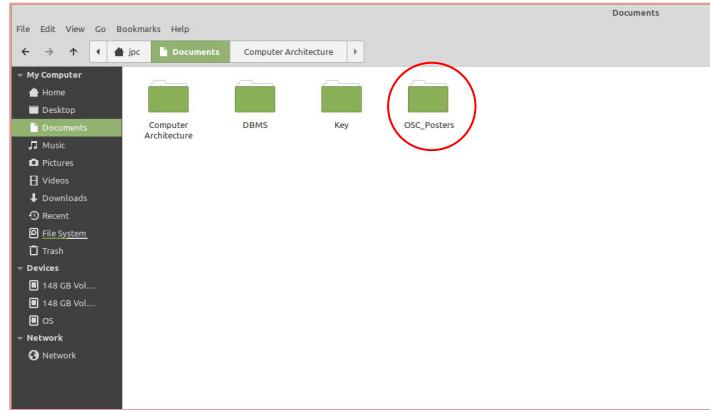 Documents
File Edit View Go Bookmarks Help
jpc Documents Computer Architecture
My Computer
Home
Desktop
Documents
Music
Pictures
Videos
Downloads
Recent
File System
Trash
Devices
148 GB Vol...
148 GB Vol...
OS
Network
Network
Computer
Architecture
DBMS
Key
OSC_Posters